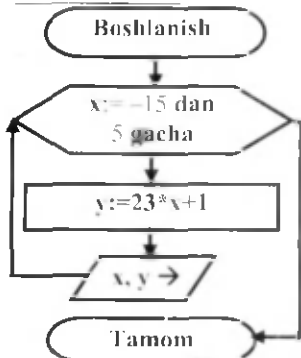 Boshlanish
x:= –15 dan
5 gacha
y:=23*x+1
x, y →
Tamom